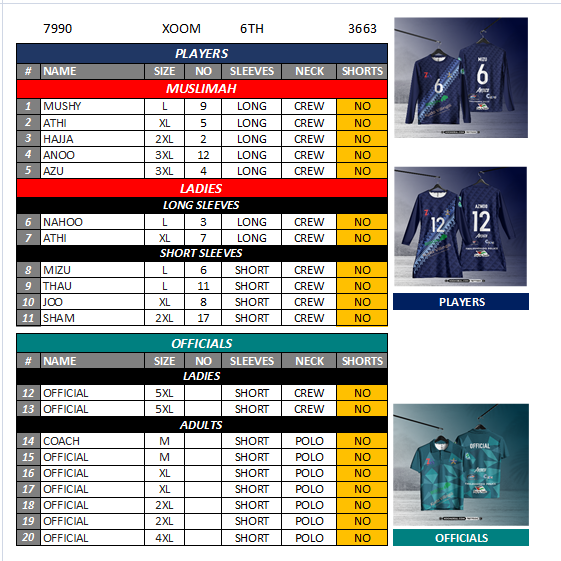 7990 XOOM 6TH 3663
PLAYERS
# NAME SIZE NO SLEEVES NECK SHORTS
MUSLIMAH
1 MUSHY L 9 LONG CREW NO
2 ATHI XL 5 LONG CREW NO
3 HAJJA 2XL 2 LONG CREW NO
4 ANOO 3XL 12 LONG CREW NO
5 AZU 3XL 4 LONG CREW NO
LADIES
LONG SLEEVES
6 NAHOO L 3 LONG CREW NO
7 ATHI XL 7 LONG CREW NO
SHORT SLEEVES
8 MIZU L 6 SHORT CREW NO
9 THAU L 11 SHORT CREW NO
10 JOO XL 8 SHORT CREW NO
11 SHAM 2XL 17 SHORT CREW NO
OFFICIALS
# NAME SIZE NO SLEEVES NECK SHORTS
LADIES
12 OFFICIAL 5XL SHORT CREW NO
13 OFFICIAL 5XL SHORT CREW NO
ADULTS
14 COACH M SHORT POLO NO
15 OFFICIAL M SHORT POLO NO
16 OFFICIAL XL SHORT POLO NO
17 OFFICIAL XL SHORT POLO NO
18 OFFICIAL 2XL SHORT POLO NO
19 OFFICIAL 2XL SHORT POLO NO
20 OFFICIAL 4XL SHORT POLO NO
6
MIZU
6
12
12
PLAYERS
OFFICIAL
OFFICIALS